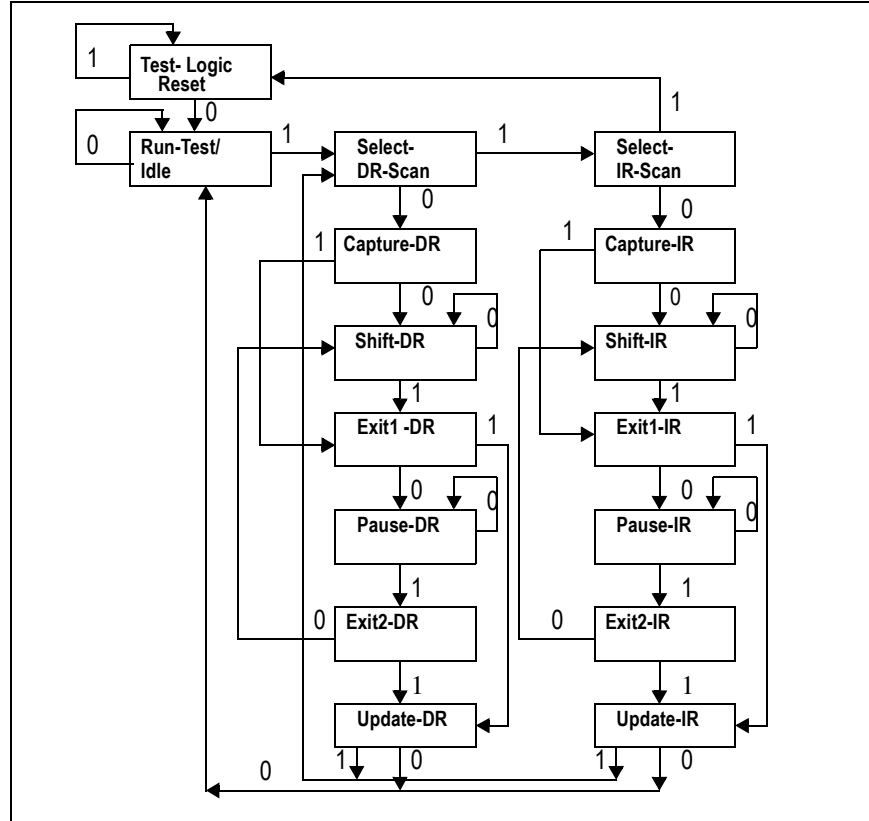 1
Test- Logic
Reset
0
1
0
Run-Test/
Idle
1
Select-
DR-Scan
1
Select-
IR-Scan
0
0
1
Capture-DR
1
Capture-IR
0
0
Shift-DR
0
Shift-IR
0
1
1
Exit1 -DR
1
Exit1-IR
1
0
0
Pause-DR
0
Pause-IR
0
1
1
0
Exit2-DR
0
Exit2-IR
1
1
Update-DR
Update-IR
0
1
0
1
0